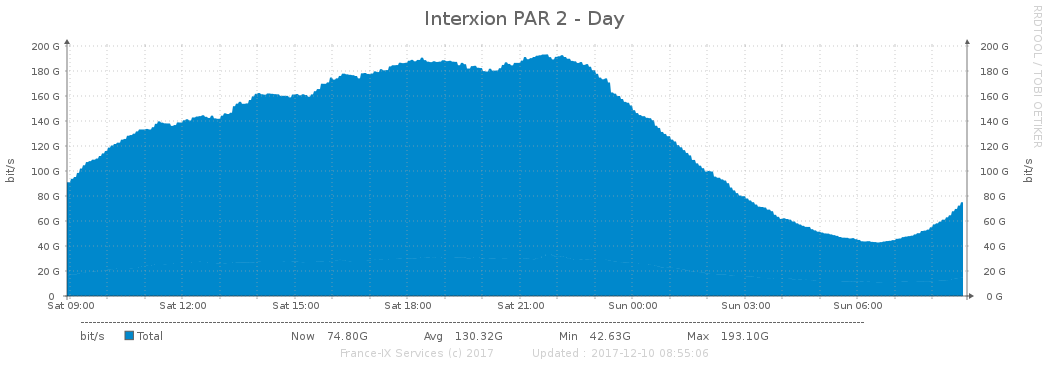 Interxion PAR 2 - Day
RRDTOOL / TOBI OETIKER
200 G 200 G
180 G 180 G
160 G 160 G
140 G 140 G
120 G 120 G
100 G 100 G
80 G 80 G
60 G 60 G
40 G 40 G
20 G 20 G
0 0 G
bit/s bit/s
Sat 09:00 Sat 12:00 Sat 15:00 Sat 18:00 Sat 21:00 Sun 00:00 Sun 03:00 Sun 06:00
bit/s Total Now 74.80G Avg 130.32G Min 42.63G Max 193.10G
France-IX Services (c) 2017 Updated : 2017-12-10 08:55:06